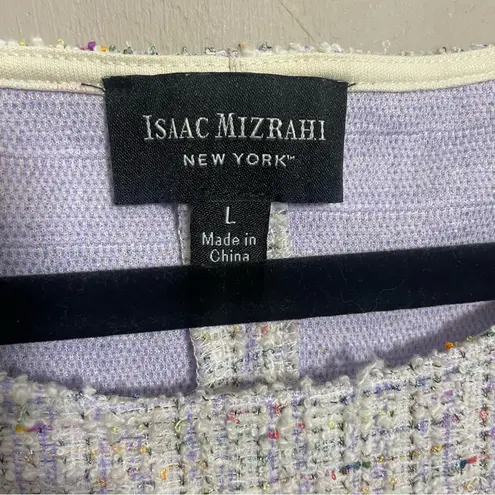 ISAAC MIZRAHI
NEW YORK™
L
Made in
China